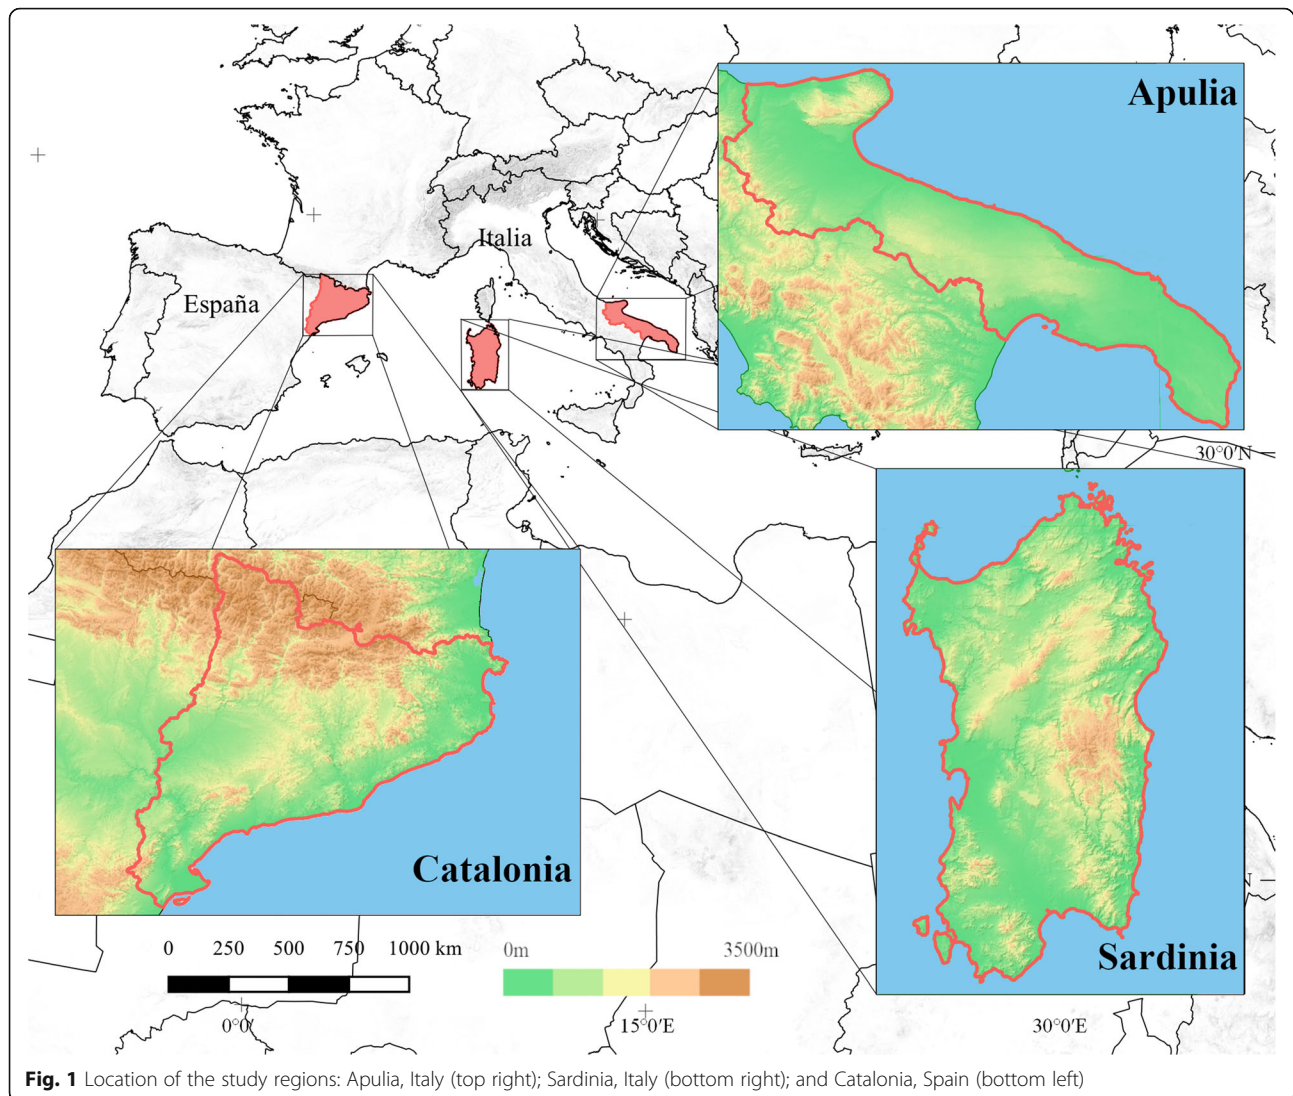 Apulia
Italia
España
30°0'N
Catalonia
Sardinia
0 250 500 750 1000 km
0m 3500m
N
0°0'
15°0'E
30°0'E
Fig. 1 Location of the study regions: Apulia, Italy (top right); Sardinia, Italy (bottom right); and Catalonia, Spain (bottom left)